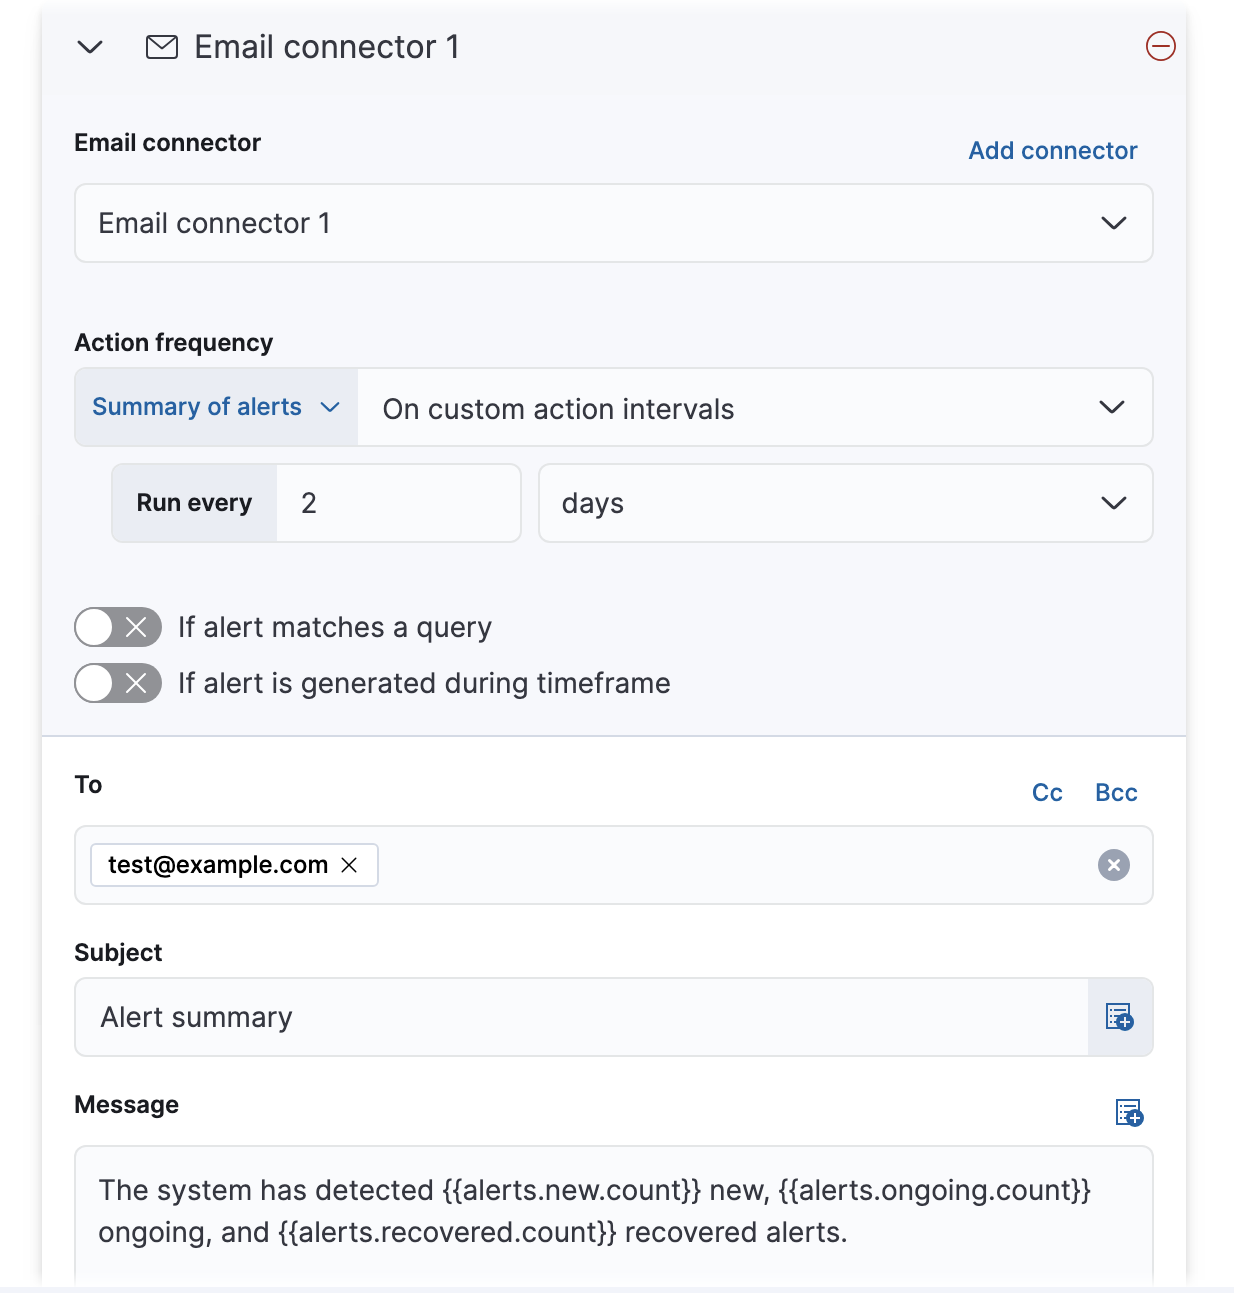 Email connector 1
Email connector
Add connector
Email connector 1
Action frequency
Summary of alerts
On custom action intervals
Run every
2
days
If alert matches a query
If alert is generated during timeframe
To
Cc
Bcc
test@example.com
Subject
Alert summary
Message
The system has detected {{alerts.new.count}} new, {{alerts.ongoing.count}}
ongoing, and {{alerts.recovered.count}} recovered alerts.